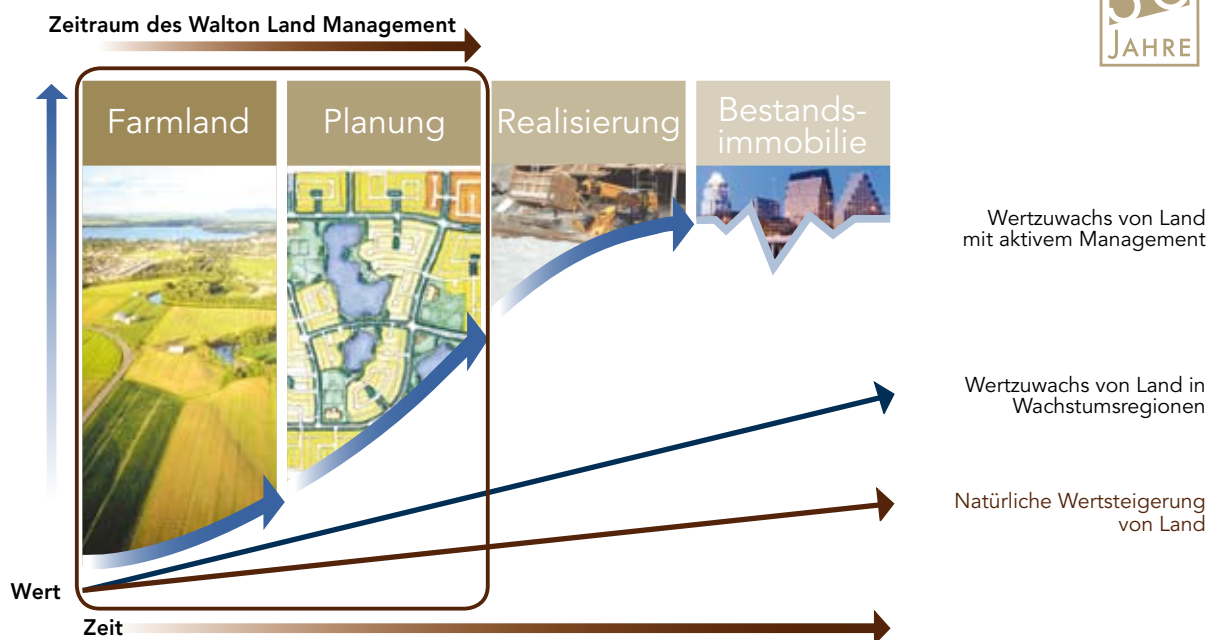 Zeitraum des Walton Land Management
JAHRE
Farmland
Planung
Realisierung
Bestands-
immobilie
Wertzuwachs von Land
mit aktivem Management
Wertzuwachs von Land in
Wachstumsregionen
Natürliche Wertsteigerung
von Land
Wert
Zeit